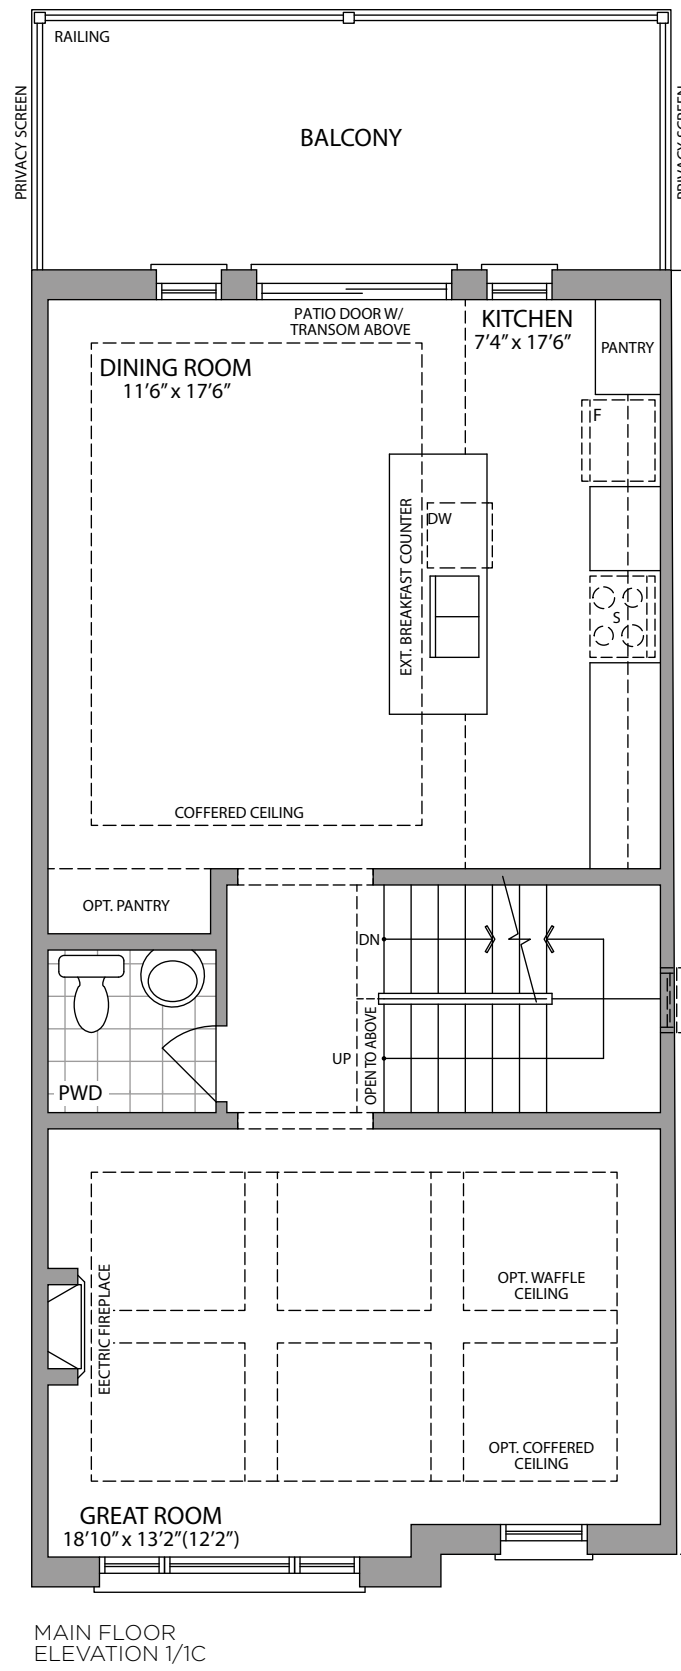 RAILING
PRIVACY SCREEN
BALCONY
PRIVACY SCREEN
PATIO DOOR W/
TRANSOM ABOVE
KITCHEN
7'4" x 17'6"
PANTRY
DINING ROOM
11'6" x 17'6"
F
DW
EXT. BREAKFAST COUNTER
S
COFFERED CEILING
OPT. PANTRY
DN
OPEN TO ABOVE
UP
PWD
EECTRIC FIREPLACE
OPT. WAFFLE
CEILING
OPT. COFFERED
CEILING
GREAT ROOM
18'10" x 13'2"(12'2")
MAIN FLOOR
ELEVATION 1/1C